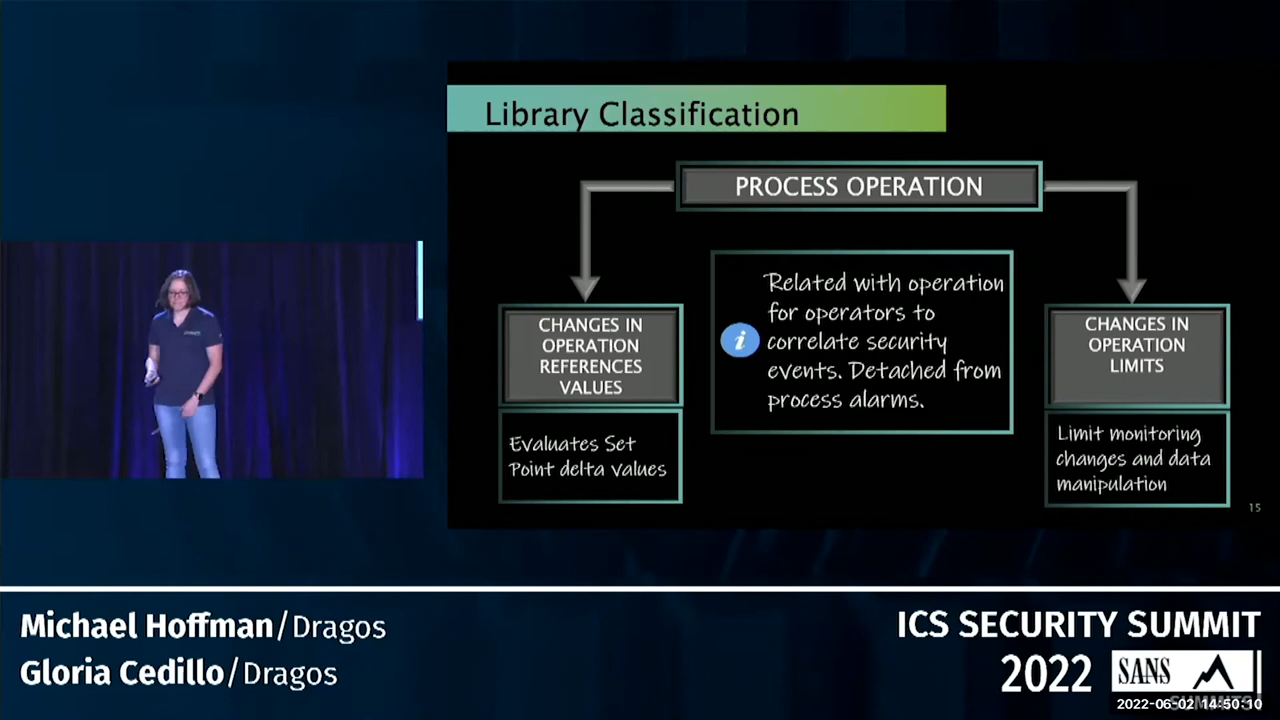 Library Classification
PROCESS OPERATION
CHANGES IN
OPERATION
REFERENCES
VALUES
Evaluates Set
Point delta values
Related with operation
for operators to
correlate security
events. Detached from
process alarms.
CHANGES IN
OPERATION
LIMITS
Limit monitoring
changes and data
manipulation
15
Michael Hoffman/Dragos
Gloria Cedillo/Dragos
ICS SECURITY SUMMIT
2022 SANS
SUMMITS
2022-06-02 14:50:10